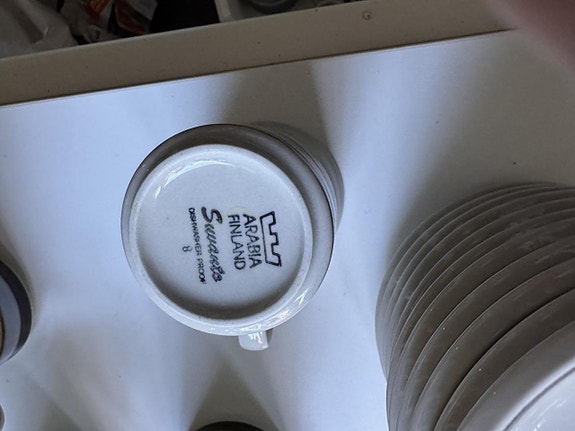 ARABIA
FINLAND
Suvanto
DISHWASHER PROOF
8